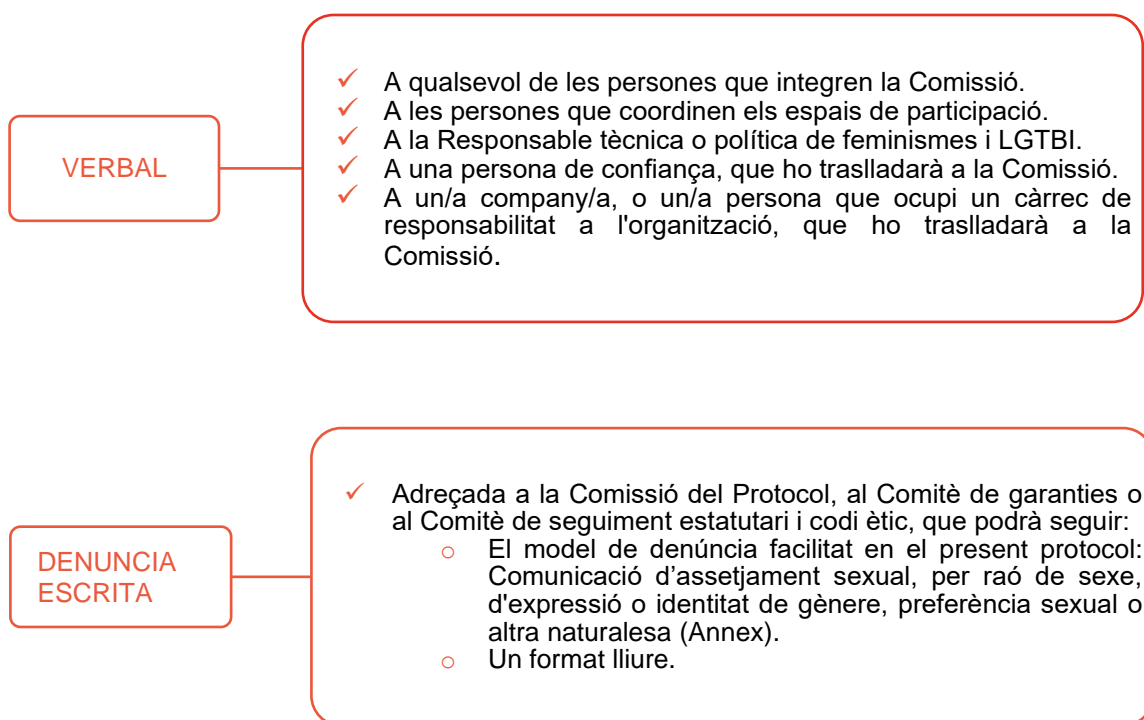 VERBAL
✓ A qualsevol de les persones que integren la Comissió.
✓ A les persones que coordinen els espais de participació.
✓ A la Responsable tècnica o política de feminismes i LGTBI.
✓ A una persona de confiança, que ho traslladarà a la Comissió.
✓ A un/a company/a, o un/a persona que ocupi un càrrec de
responsabilitat a l'organització, que ho traslladarà a la
Comissió.
DENUNCIA
ESCRITA
✓ Adreçada a la Comissió del Protocol, al Comitè de garanties o
al Comitè de seguiment estatutari i codi ètic, que podrà seguir:
o El model de denúncia facilitat en el present protocol:
Comunicació d’assetjament sexual, per raó de sexe,
d'expressió o identitat de gènere, preferència sexual o
altra naturalesa (Annex).
o Un format lliure.